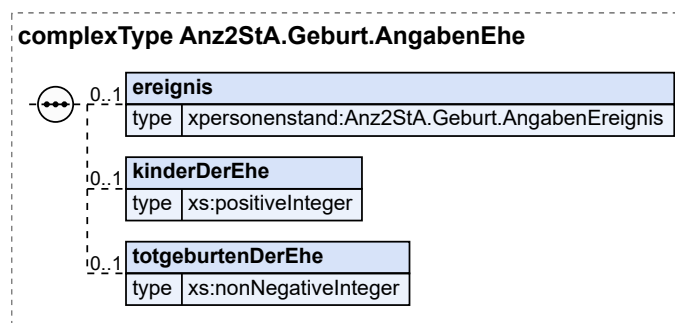 complexType Anz2StA.Geburt.AngabenEhe
0..1 ereignis
type xpersonenstand:Anz2StA.Geburt.AngabenEreignis
0..1 kinderDerEhe
type xs:positiveInteger
0..1 totgeburtenDerEhe
type xs:nonNegativeInteger